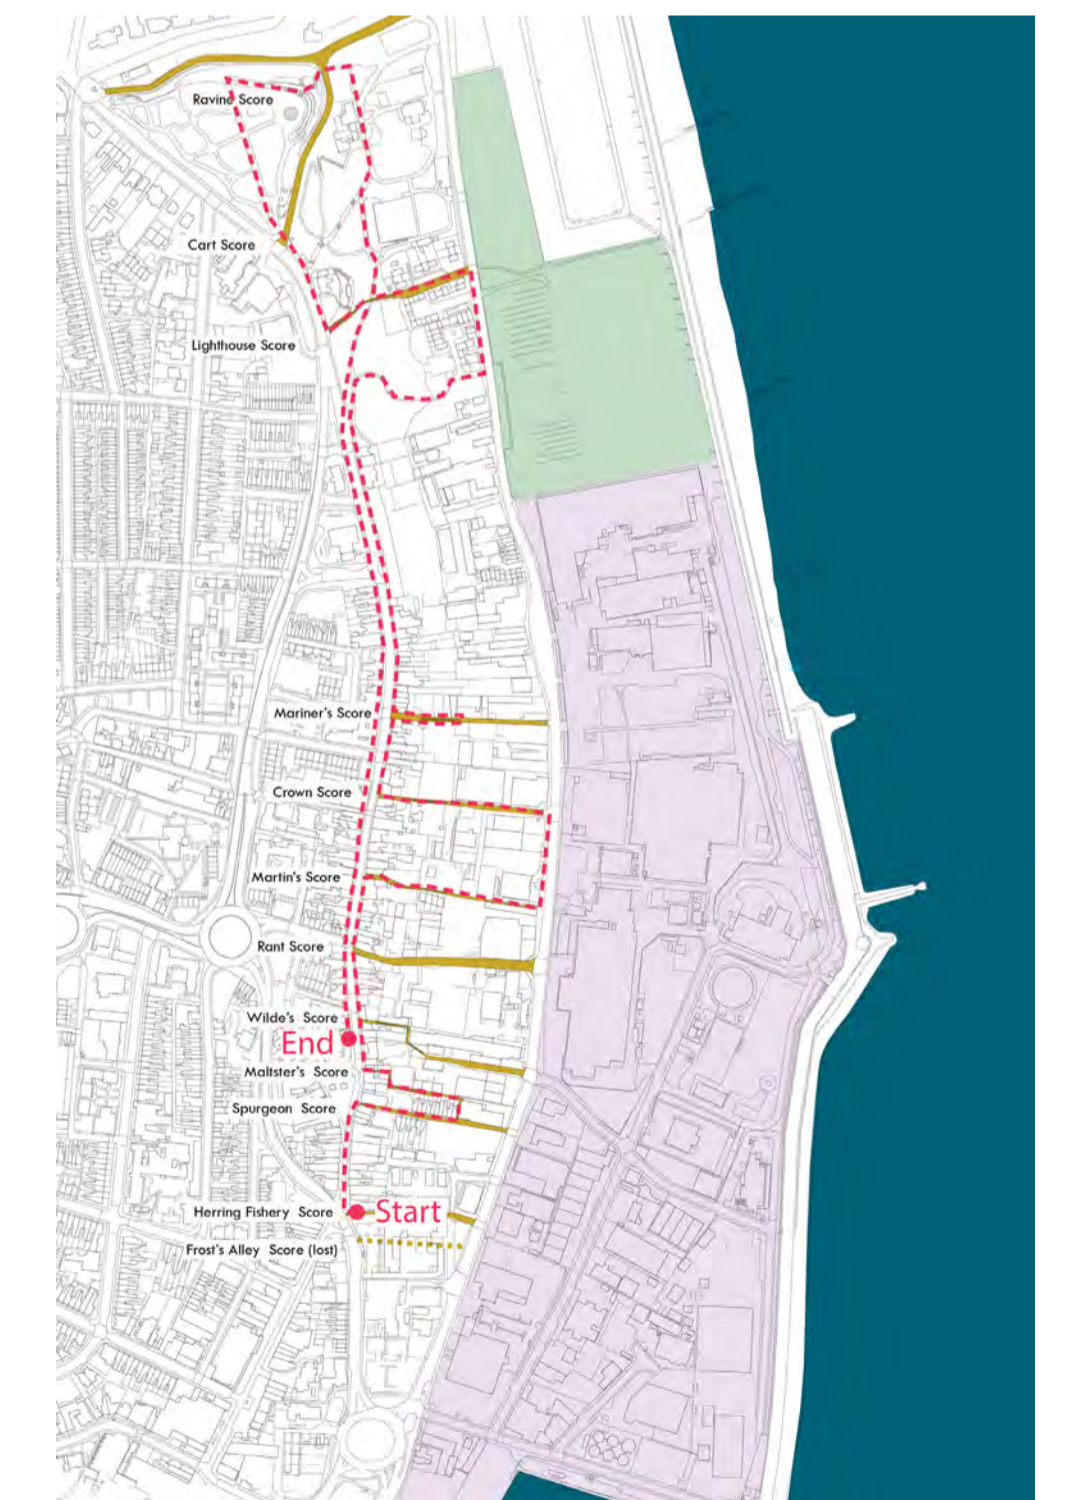 Ravine Score
Cart Score
Lighthouse Score
Mariner's Score
Crown Score
Martin's Score
Rant Score
Wilde's Score
End
Maltster's Score
Spurgeon Score
Herring Fishery Score
Start
Frost's Alley Score (lost)